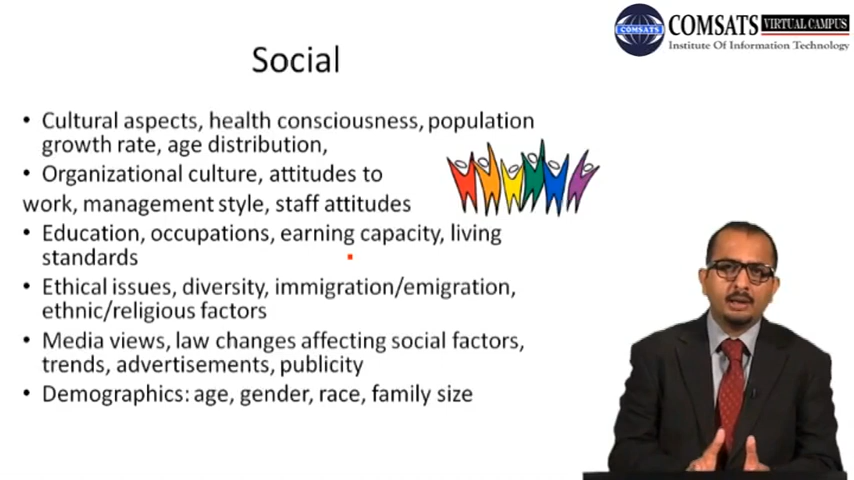 COMSATS
COMSATS VIRTUAL CAMPUS
Institute Of Information Technology
Social
• Cultural aspects, health consciousness, population
growth rate, age distribution,
• Organizational culture, attitudes to
work, management style, staff attitudes
• Education, occupations, earning capacity, living
standards
• Ethical issues, diversity, immigration/emigration,
ethnic/religious factors
• Media views, law changes affecting social factors,
trends, advertisements, publicity
• Demographics: age, gender, race, family size